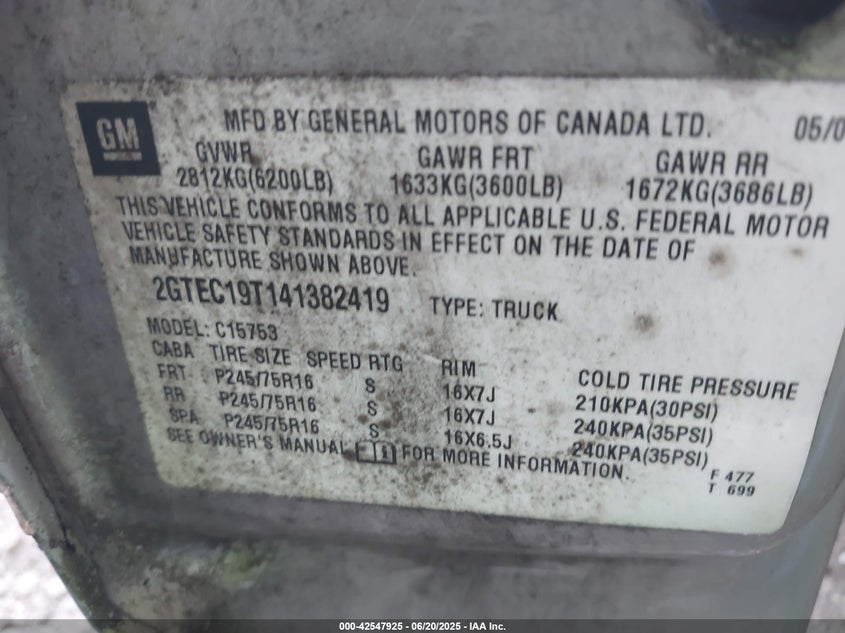 GM
MFD BY GENERAL MOTORS OF CANADA LTD. 05/0
GVWR GAWR FRT GAWR RR
2812KG(6200LB) 1633KG(3600LB) 1672KG(3686LB)
THIS VEHICLE CONFORMS TO ALL APPLICABLE U.S. FEDERAL MOTOR
VEHICLE SAFETY STANDARDS IN EFFECT ON THE DATE OF
MANUFACTURE SHOWN ABOVE.
2GTEC19T141382419 TYPE: TRUCK
MODEL: C15753
CABA TIRE SIZE SPEED RTG RIM COLD TIRE PRESSURE
FRT P245/75R16 S 16X7J 210KPA(30PSI)
RR P245/75R16 S 16X7J 240KPA(35PSI)
SPA P245/75R16 S 16X6.5J 240KPA(35PSI)
SEE OWNER'S MANUAL FOR MORE INFORMATION.
F 477
T 699
000-42547925 - 06/20/2025 - IAA Inc.